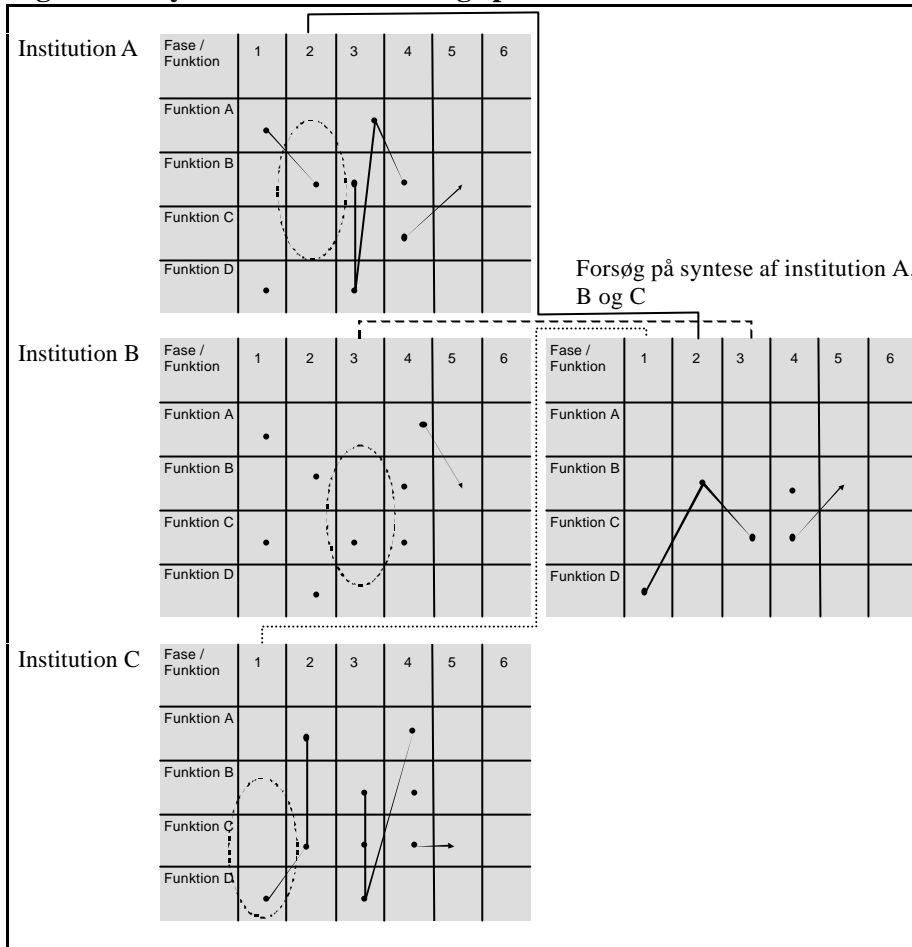 Institution A
Fase / 1 2 3 4 5 6
Funktion
Funktion A
Funktion B
Funktion C
Funktion D
Forsøg på syntese af institution A,
B og C
Institution B
Fase / 1 2 3 4 5 6
Funktion
Funktion A
Funktion B
Funktion C
Funktion D
Fase / 1 2 3 4 5 6
Funktion
Funktion A
Funktion B
Funktion C
Funktion D
Institution C
Fase / 1 2 3 4 5 6
Funktion
Funktion A
Funktion B
Funktion C
Funktion D